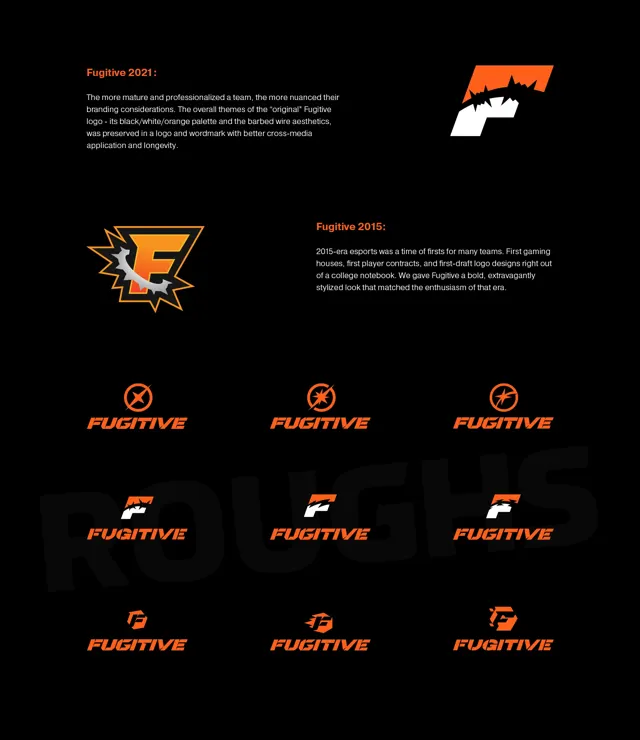 Fugitive 2021:
The more mature and professionalized a team, the more nuanced their
branding considerations. The overall themes of the "original" Fugitive
logo - its black/white/orange palette and the barbed wire aesthetics,
was preserved in a logo and wordmark with better cross-media
application and longevity.
F
F
Fugitive 2015:
2015-era esports was a time of firsts for many teams. First gaming
houses, first player contracts, and first-draft logo designs right out
of a college notebook. We gave Fugitive a bold, extravagantly
stylized look that matched the enthusiasm of that era.
FUGITIVE FUGITIVE FUGITIVE
ROUGHS
F F F
FUGITIVE FUGITIVE FUGITIVE
F F F
FUGITIVE FUGITIVE FUGITIVE